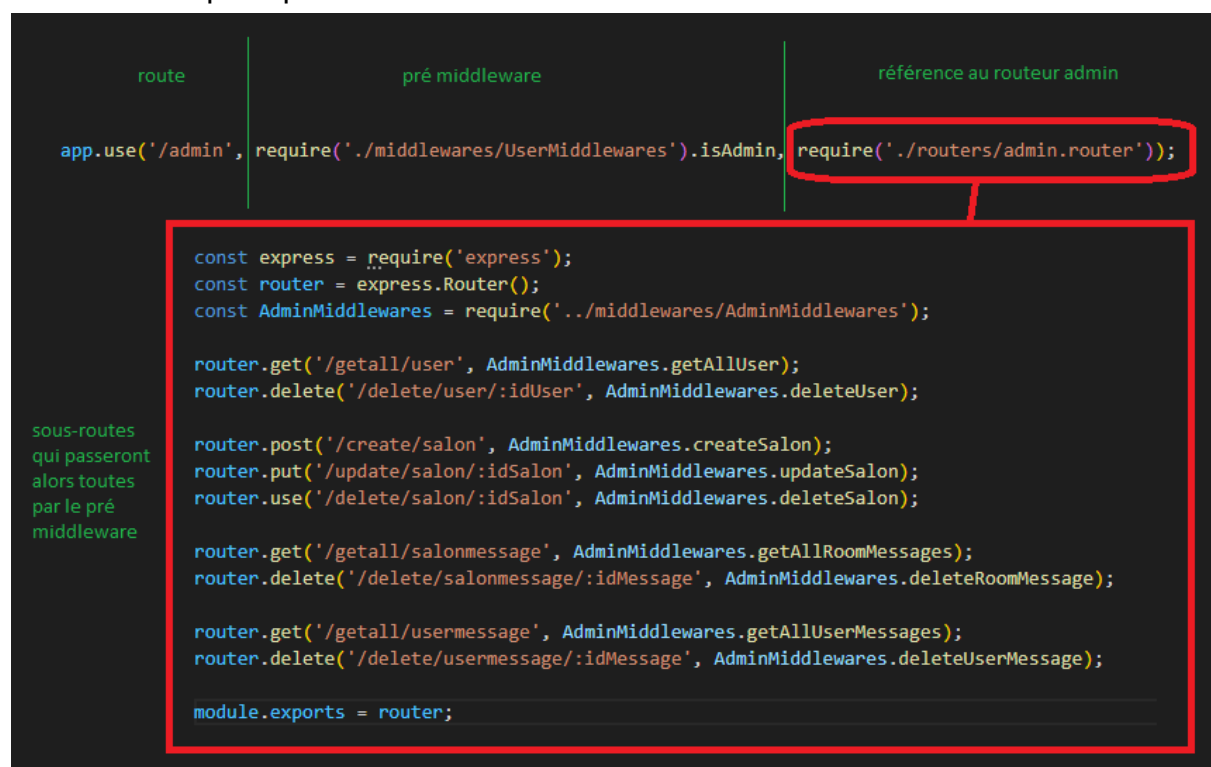 route
pré middleware
référence au routeur admin
app.use('/admin', require('./middlewares/UserMiddlewares').isAdmin, require('./routers/admin.router'));
const express = require('express');
const router = express.Router();
const AdminMiddlewares = require('../middlewares/AdminMiddlewares');
router.get('/getall/user', AdminMiddlewares.getAllUser);
router.delete('/delete/user/:idUser', AdminMiddlewares.deleteUser);
sous-routes
qui passeront
alors toutes
par le pré
middleware
router.post('/create/salon', AdminMiddlewares.createSalon);
router.put('/update/salon/:idSalon', AdminMiddlewares.updateSalon);
router.use('/delete/salon/:idSalon', AdminMiddlewares.deleteSalon);
router.get('/getall/salonmessage', AdminMiddlewares.getAllRoomMessages);
router.delete('/delete/salonmessage/:idMessage', AdminMiddlewares.deleteRoomMessage);
router.get('/getall/usermessage', AdminMiddlewares.getAllUserMessages);
router.delete('/delete/usermessage/:idMessage', AdminMiddlewares.deleteUserMessage);
module.exports = router;